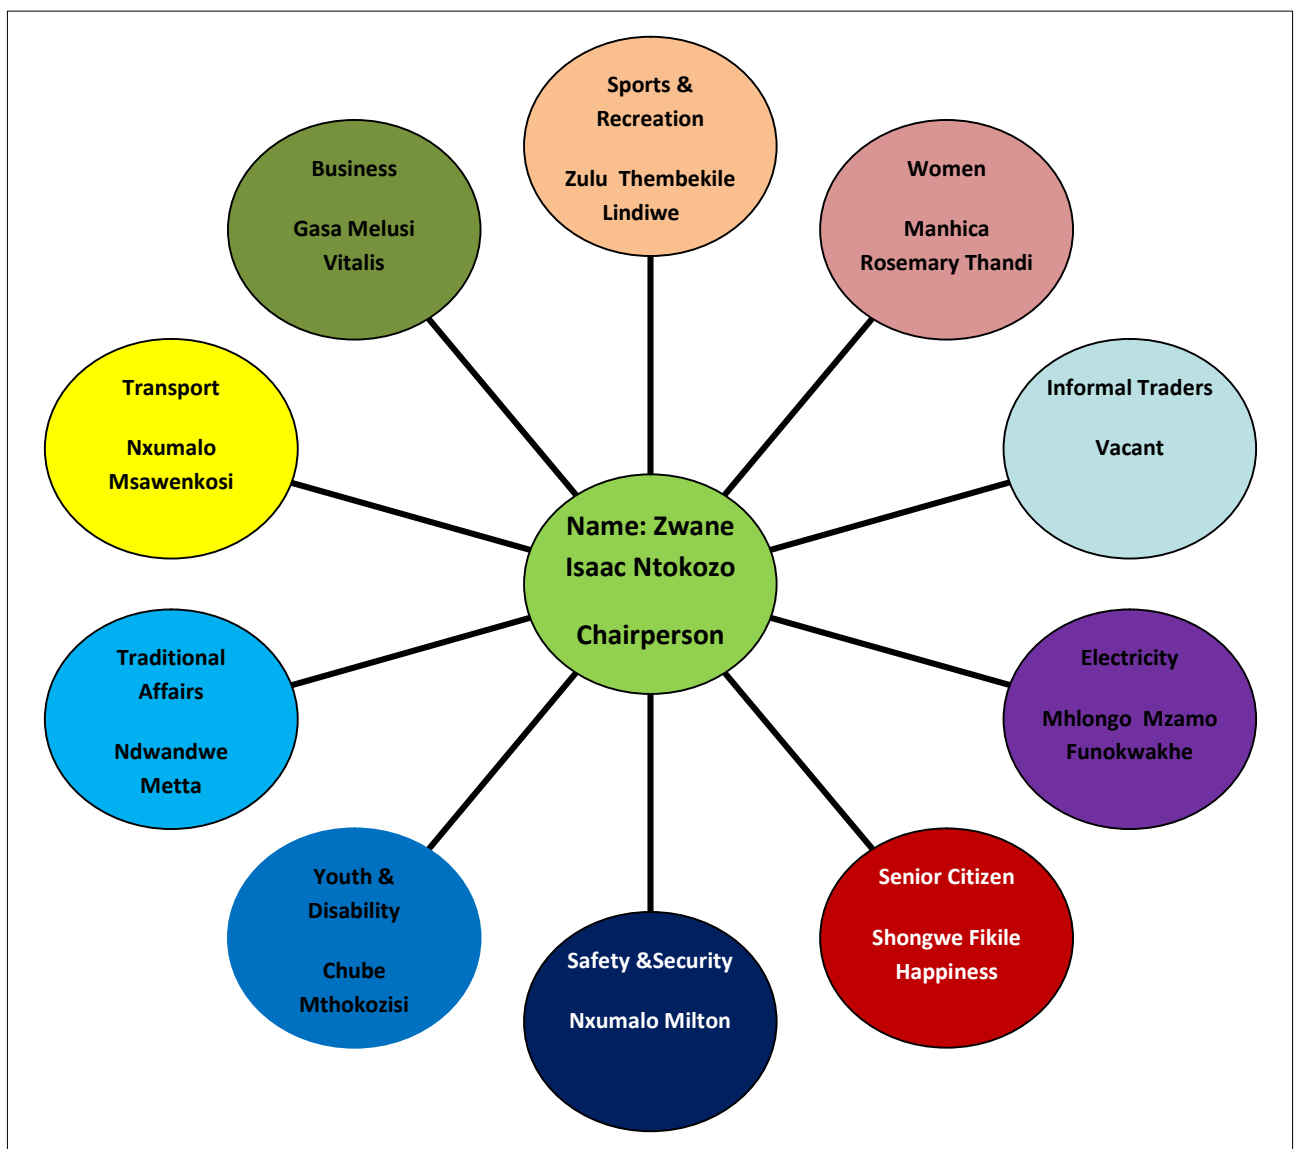 Sports &
Recreation
Zulu  Thembekile
Lindiwe
Women
Manhica
Rosemary Thandi
Informal Traders
Vacant
Electricity
Mhlongo  Mzamo
Funokwakhe
Senior Citizen
Shongwe Fikile
Happiness
Safety &Security
Nxumalo Milton
Youth &
Disability
Chube
Mthokozisi
Traditional
Affairs
Ndwandwe
Metta
Transport
Nxumalo
Msawenkosi
Business
Gasa Melusi
Vitalis
Name: Zwane
Isaac Ntokozo
Chairperson